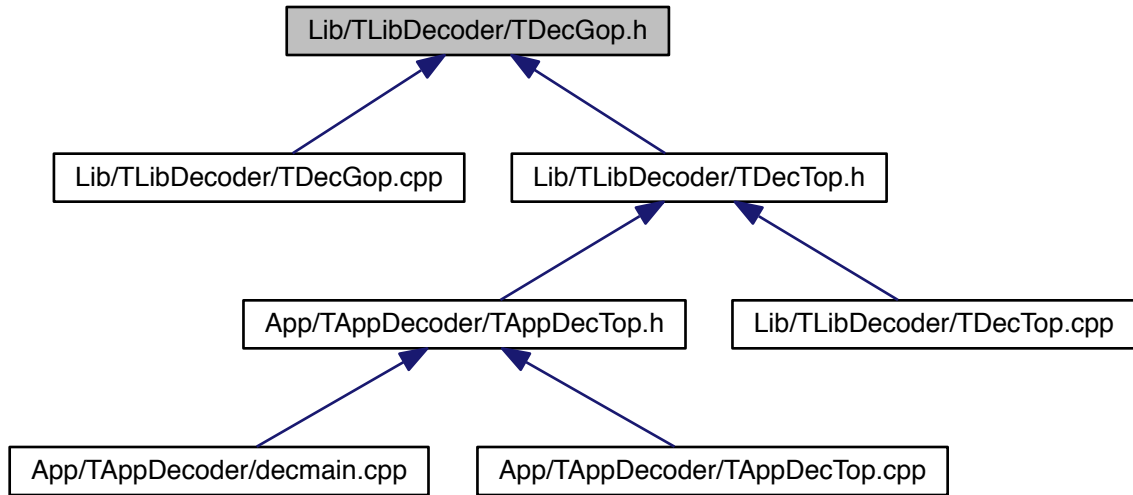 Lib/TLibDecoder/TDecGop.h
Lib/TLibDecoder/TDecGop.cpp
Lib/TLibDecoder/TDecTop.h
App/TAppDecoder/TAppDecTop.h
Lib/TLibDecoder/TDecTop.cpp
App/TAppDecoder/decmain.cpp
App/TAppDecoder/TAppDecTop.cpp